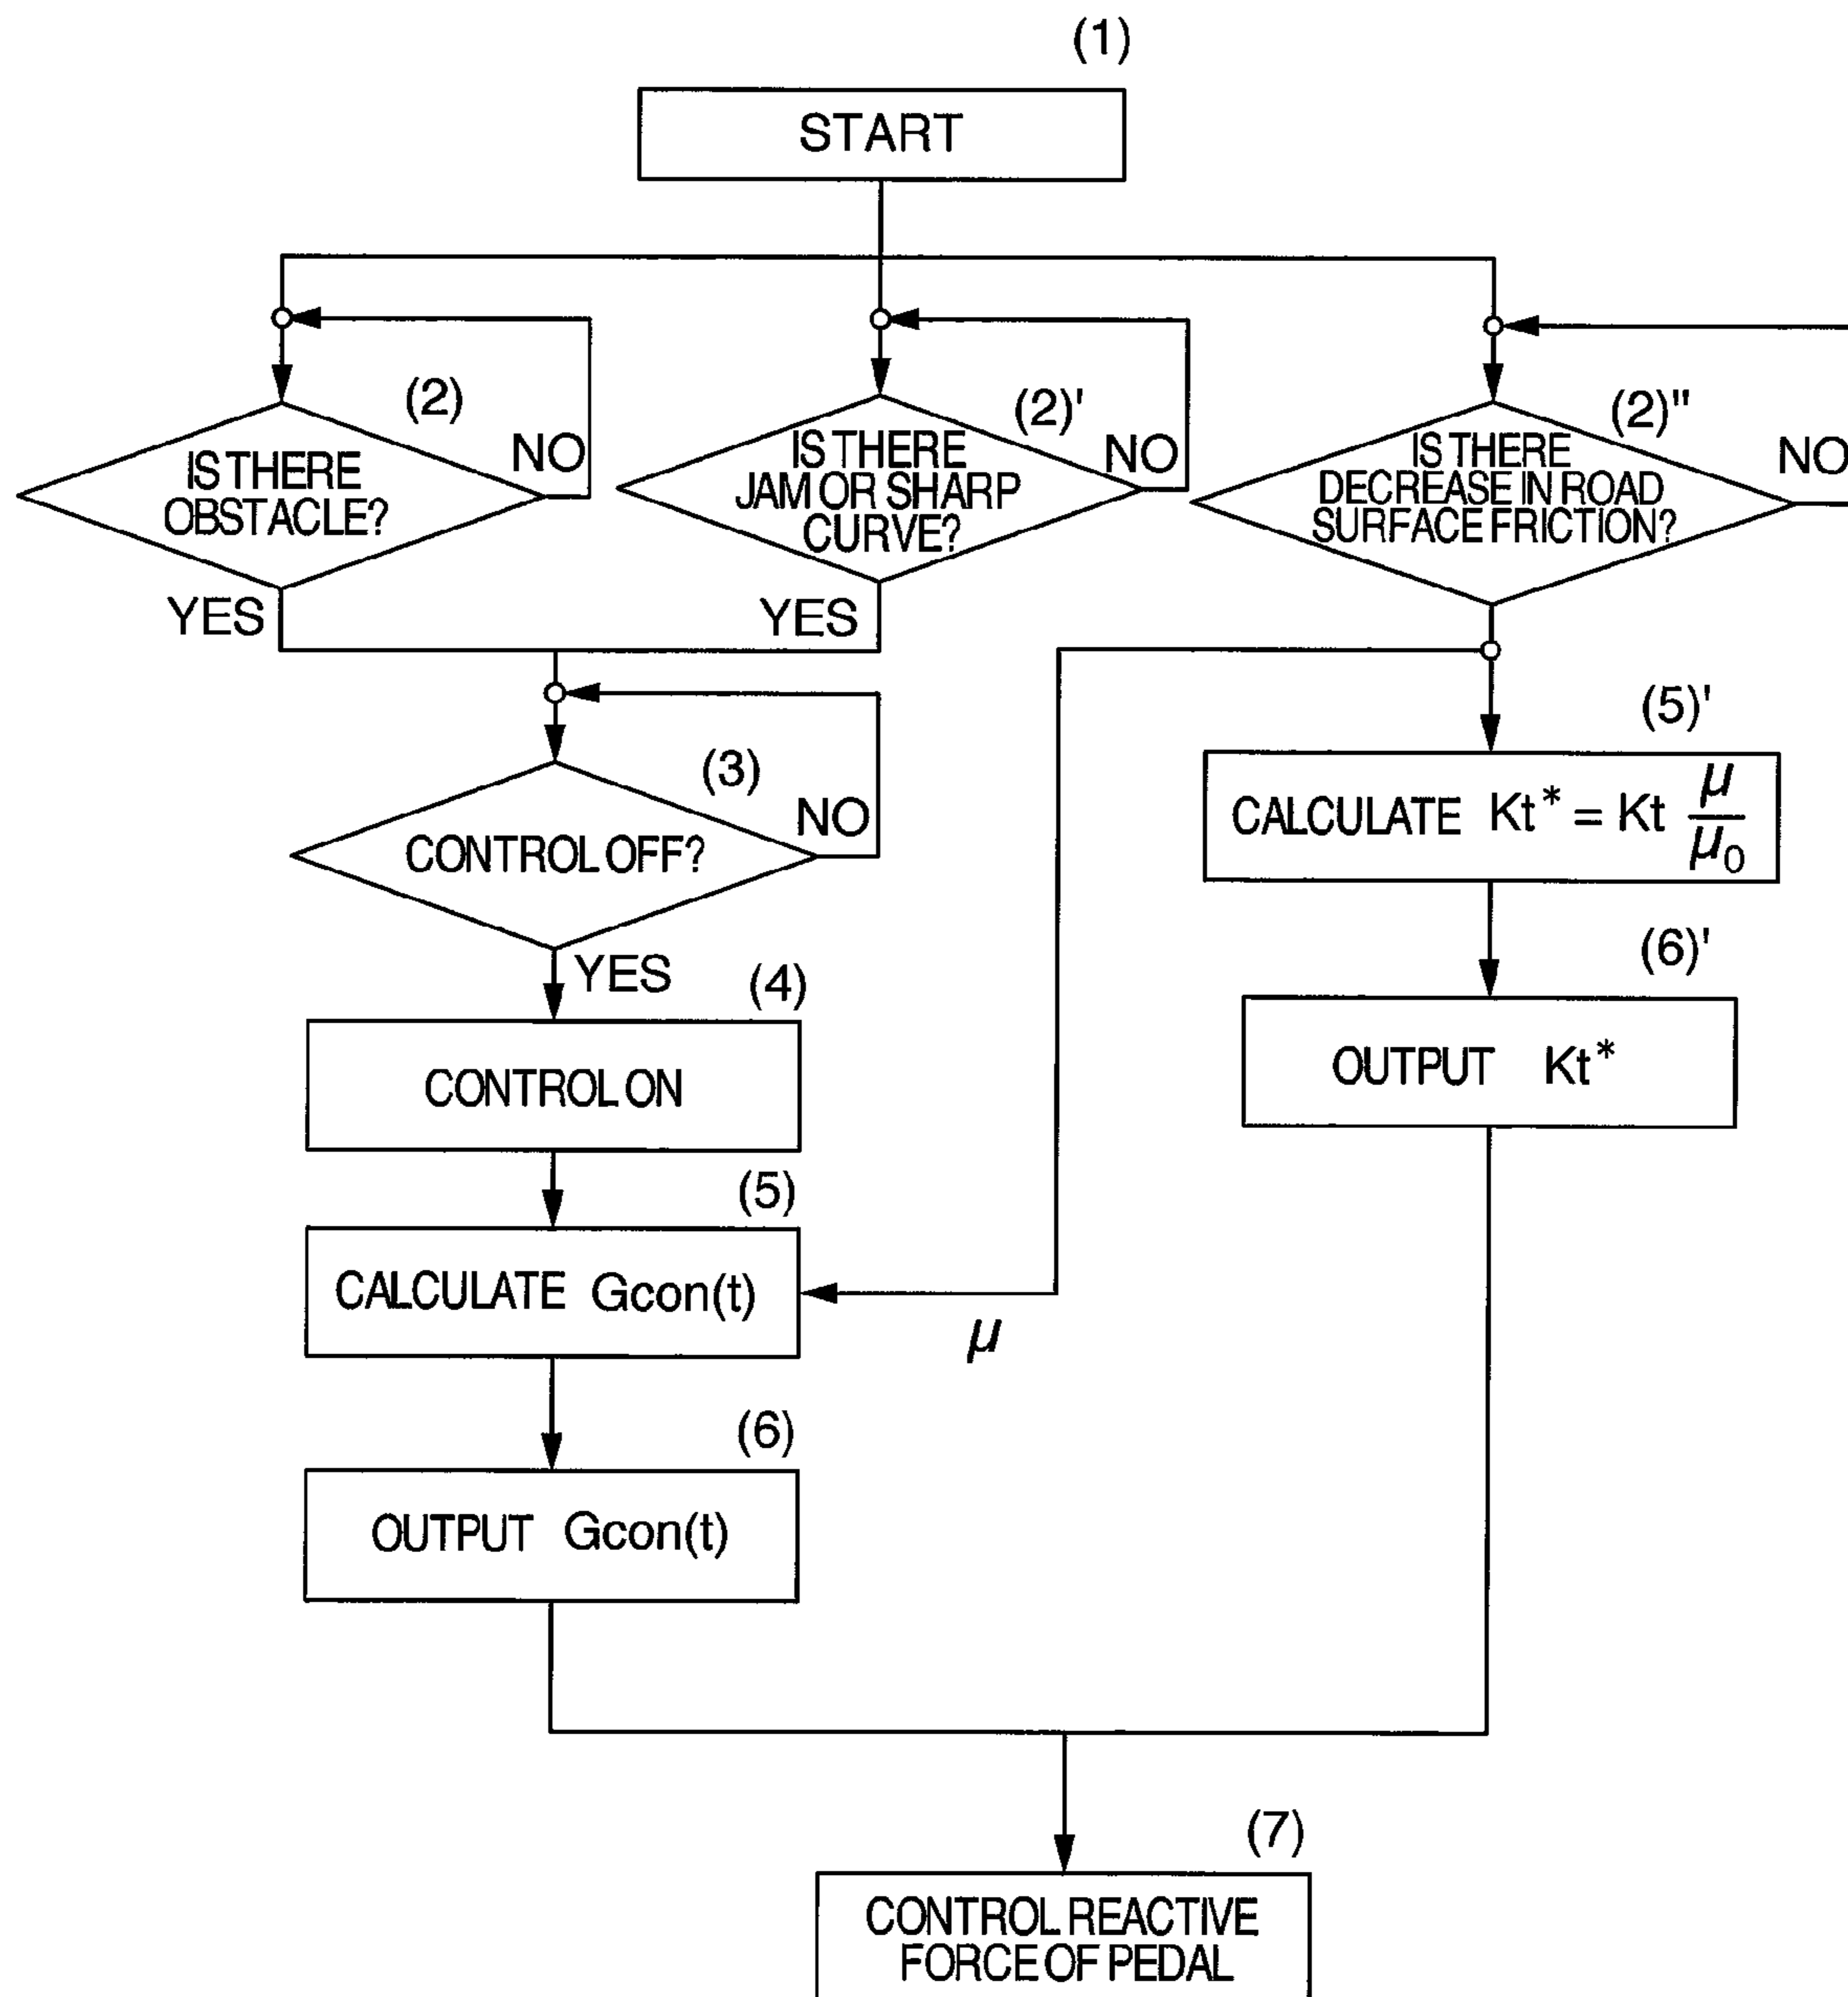 (1)
START
(2)
IS THERE
OBSTACLE?
NO
YES
(2)'
IS THERE
JAM OR SHARP
CURVE?
NO
YES
(2)"
IS THERE
DECREASE IN ROAD
SURFACE FRICTION?
NO
(3)
CONTROL OFF?
NO
YES
(4)
CONTROL ON
(5)
CALCULATE Gcon(t)
μ
(6)
OUTPUT Gcon(t)
(5)'
CALCULATE Kt* = Kt μ/μ0
(6)'
OUTPUT Kt*
(7)
CONTROL REACTIVE
FORCE OF PEDAL